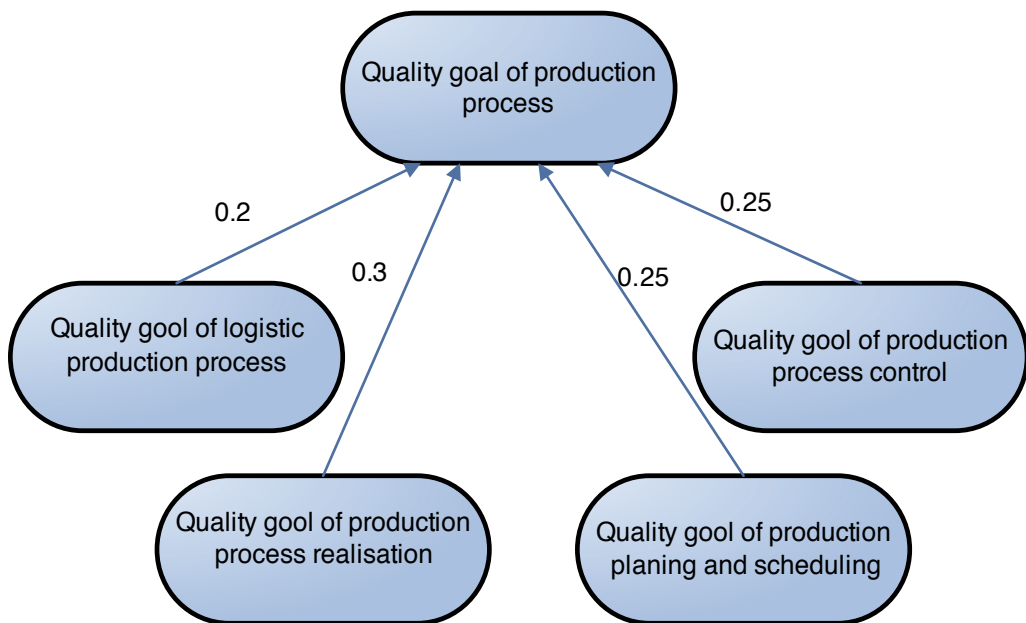 Quality goal of production
process
0.2
0.25
0.3
0.25
Quality gool of logistic
production process
Quality gool of production
process control
Quality gool of production
process realisation
Quality gool of production
planing and scheduling